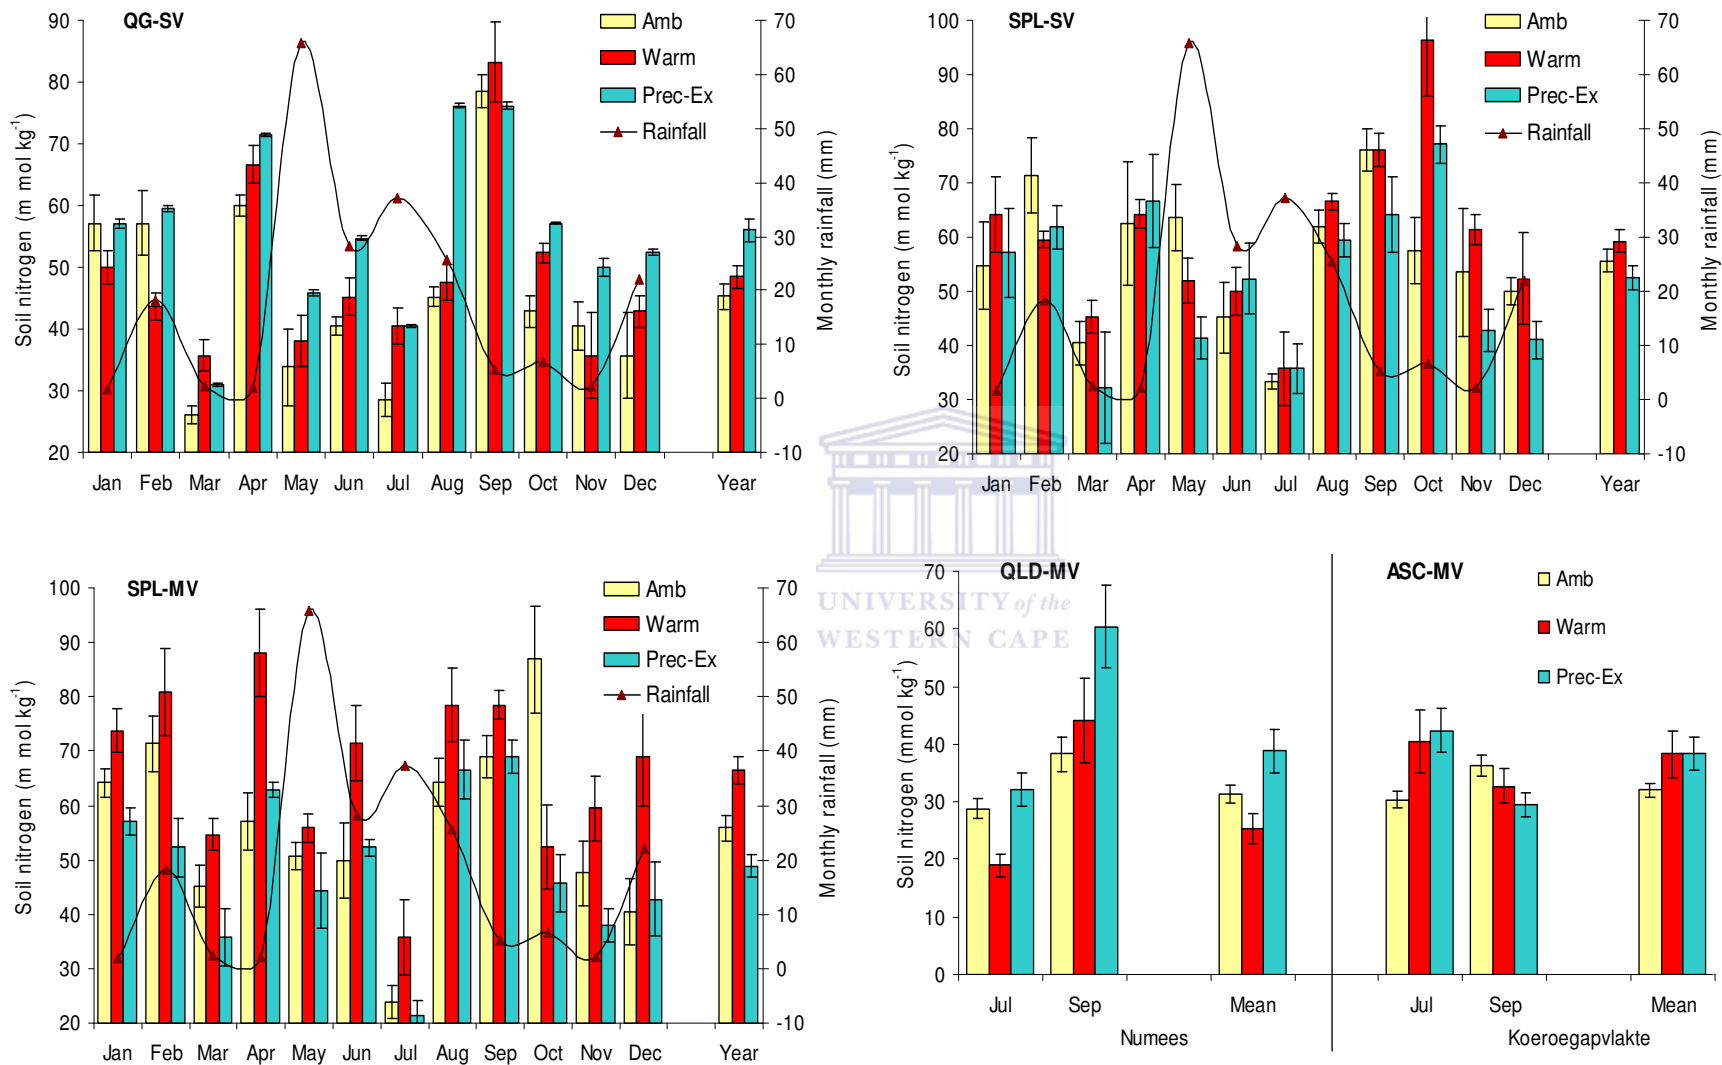 QG-SV
Amb
Warm
Prec-Ex
Rainfall
Soil nitrogen (m mol kg-1)
Monthly rainfall (mm)
90
80
70
60
50
40
30
20
70
60
50
40
30
20
10
0
-10
Jan Feb Mar Apr May Jun Jul Aug Sep Oct Nov Dec Year
SPL-SV
Amb
Warm
Prec-Ex
Rainfall
Soil nitrogen (m mol kg-1)
Monthly rainfall (mm)
100
90
80
70
60
50
40
30
20
70
60
50
40
30
20
10
0
-10
Jan Feb Mar Apr May Jun Jul Aug Sep Oct Nov Dec Year
SPL-MV
Amb
Warm
Prec-Ex
Rainfall
Soil nitrogen (m mol kg-1)
Monthly rainfall (mm)
100
90
80
70
60
50
40
30
20
70
60
50
40
30
20
10
0
-10
Jan Feb Mar Apr May Jun Jul Aug Sep Oct Nov Dec Year
QLD-MV
ASC-MV
Amb
Warm
Prec-Ex
Soil nitrogen (mmol kg-1)
70
60
50
40
30
20
10
0
Jul Sep Mean Jul Sep Mean
Numees Koeroegapvlakte
UNIVERSITY of the
WESTERN CAPE